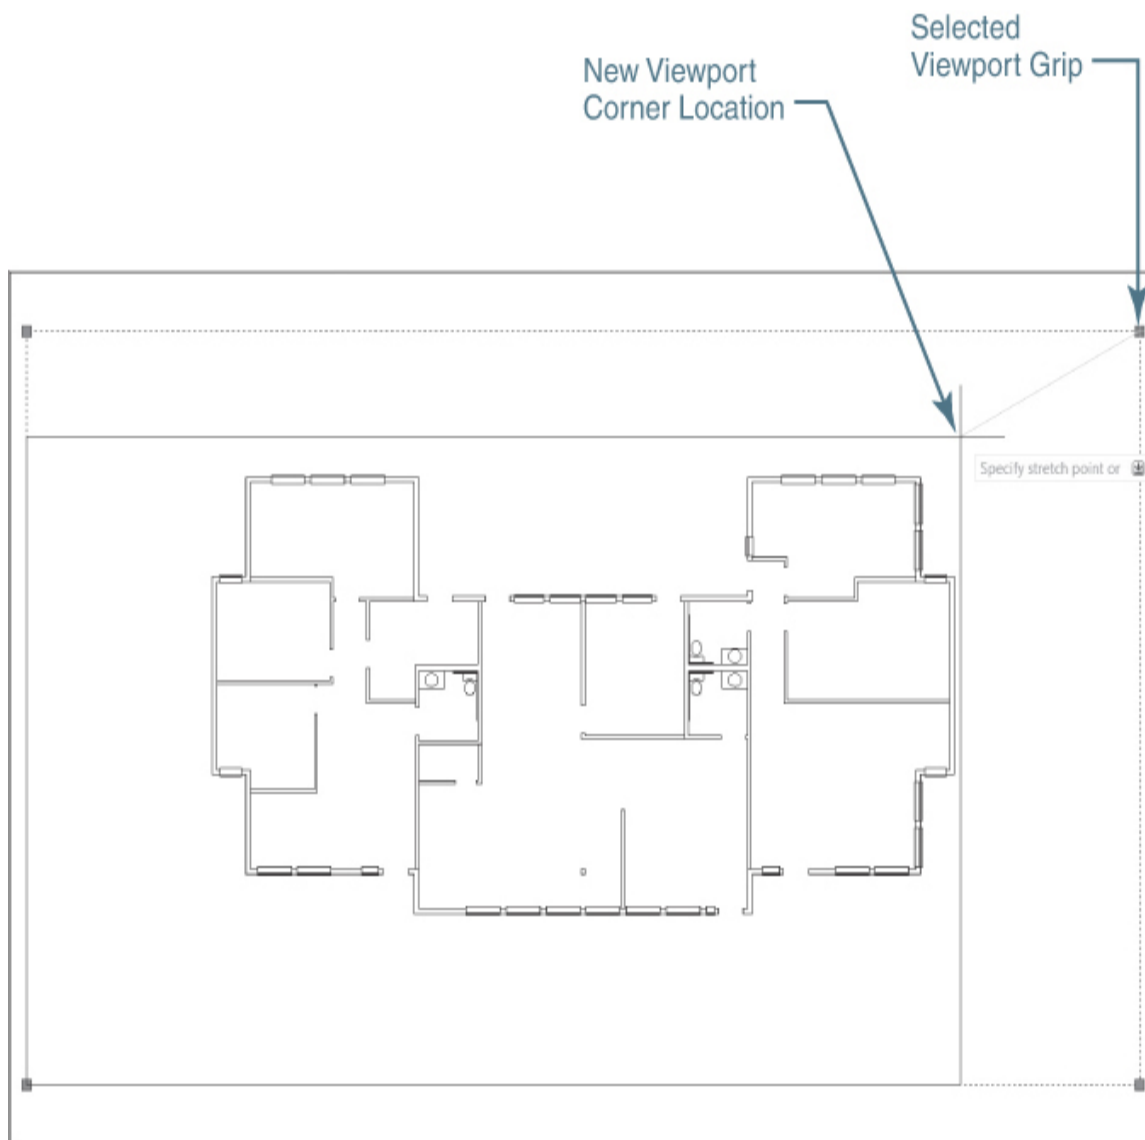 New Viewport
Corner Location
Selected
Viewport Grip
Specify stretch point or